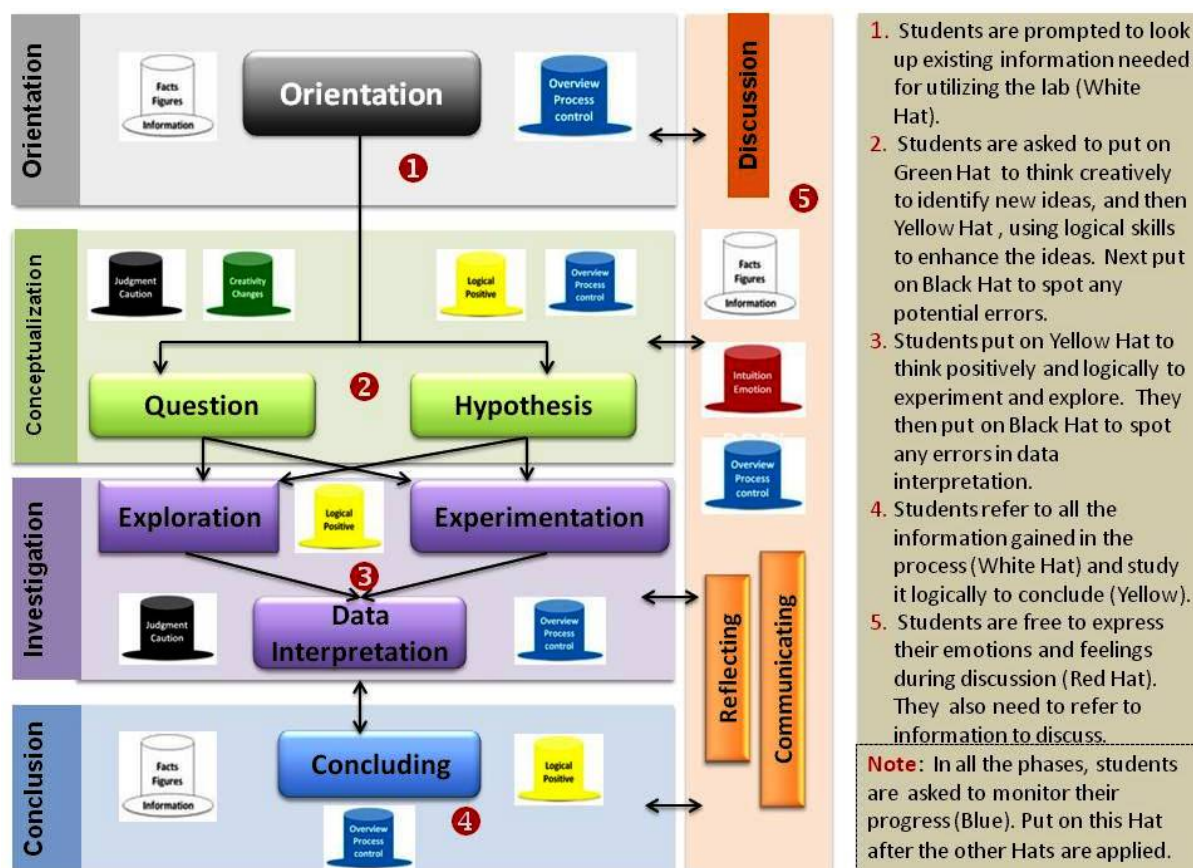 Orientation
Facts
Figures
Information
Orientation
Overview
Process
control
1
Discussion
5
Conceptualization
Judgment
Caution
Creativity
Changes
Logical
Positive
Overview
Process
control
Question
2
Hypothesis
Facts
Figures
Information
Intuition
Emotion
Overview
Process
control
Investigation
Exploration
Logical
Positive
Experimentation
3
Judgment
Caution
Data
Interpretation
Overview
Process
control
Reflecting
Communicating
Conclusion
Facts
Figures
Information
Concluding
Logical
Positive
Overview
Process
control
4
1. Students are prompted to look
up existing information needed
for utilizing the lab (White
Hat).
2. Students are asked to put on
Green Hat to think creatively
to identify new ideas, and then
Yellow Hat , using logical skills
to enhance the ideas. Next put
on Black Hat to spot any
potential errors.
3. Students put on Yellow Hat to
think positively and logically to
experiment and explore. They
then put on Black Hat to spot
any errors in data
interpretation.
4. Students refer to all the
information gained in the
process (White Hat) and study
it logically to conclude (Yellow).
5. Students are free to express
their emotions and feelings
during discussion (Red Hat).
They also need to refer to
information to discuss.
Note: In all the phases, students
are asked to monitor their
progress (Blue). Put on this Hat
after the other Hats are applied.